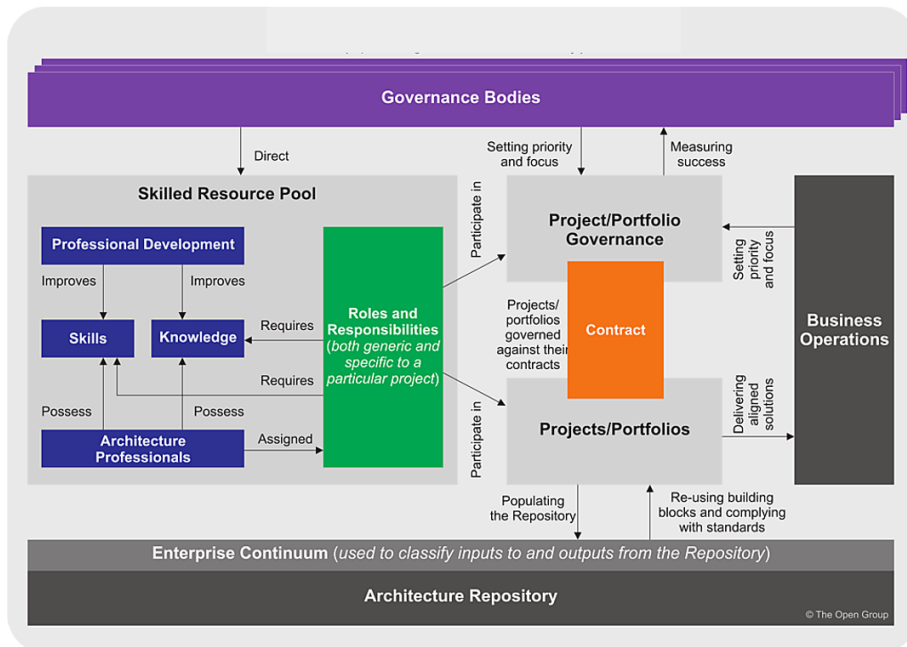 Governance Bodies
Direct
Setting priority
and focus
Measuring
success
Skilled Resource Pool
Professional Development
Improves
Improves
Skills
Knowledge
Requires
Requires
Possess
Possess
Architecture
Professionals
Assigned
Roles and
Responsibilities
(both generic and
specific to a
particular project)
Participate in
Participate in
Project/Portfolio
Governance
Projects/
portfolios
governed
against their
contracts
Contract
Projects/Portfolios
Setting
priority
and focus
Delivering
aligned
solutions
Business
Operations
Populating
the Repository
Re-using building
blocks and complying
with standards
Enterprise Continuum (used to classify inputs to and outputs from the Repository)
Architecture Repository
© The Open Group